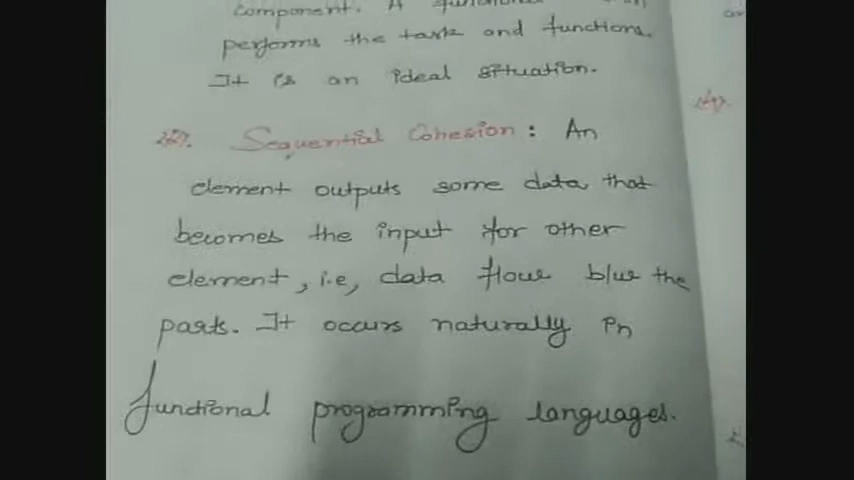 component. A
performs the task and functions.
It is an ideal situation.
Sequential Cohesion : An
element outputs some data that
becomes the input for other
element, i.e, data flow b/w the
parts. It occurs naturally in
functional programming languages.